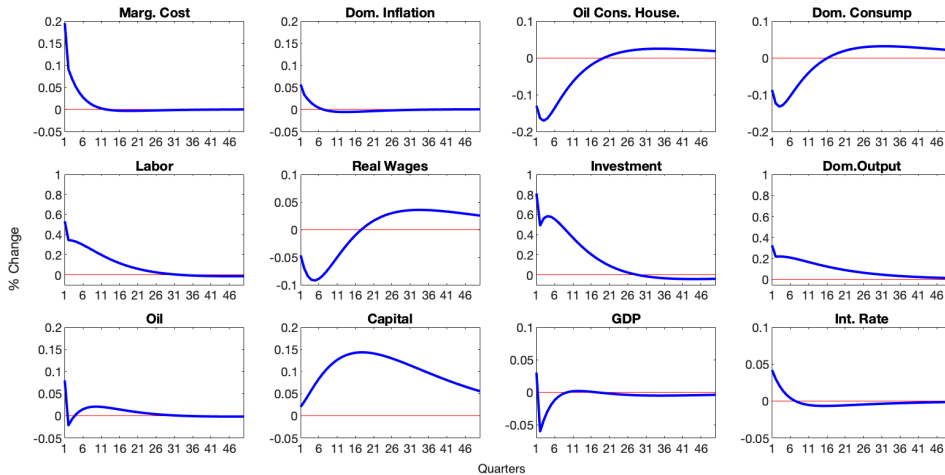 Marg. Cost
Dom. Inflation
Oil Cons. House.
Dom. Consump
0.2
0.15
0.1
0.05
0
-0.05
1 6 11 16 21 26 31 36 41 46
0.2
0.15
0.1
0.05
0
-0.05
1 6 11 16 21 26 31 36 41 46
0.1
0
-0.1
-0.2
1 6 11 16 21 26 31 36 41 46
0.1
0
-0.1
-0.2
1 6 11 16 21 26 31 36 41 46
Labor
Real Wages
Investment
Dom.Output
1
0.8
0.6
0.4
0.2
0
1 6 11 16 21 26 31 36 41 46
0.1
0.05
0
-0.05
-0.1
1 6 11 16 21 26 31 36 41 46
1
0.8
0.6
0.4
0.2
0
1 6 11 16 21 26 31 36 41 46
1
0.8
0.6
0.4
0.2
0
1 6 11 16 21 26 31 36 41 46
% Change
Oil
Capital
GDP
Int. Rate
0.2
0.15
0.1
0.05
0
-0.05
1 6 11 16 21 26 31 36 41 46
0.2
0.15
0.1
0.05
0
-0.05
1 6 11 16 21 26 31 36 41 46
0.1
0.05
0
-0.05
1 6 11 16 21 26 31 36 41 46
0.1
0.05
0
-0.05
1 6 11 16 21 26 31 36 41 46
Quarters